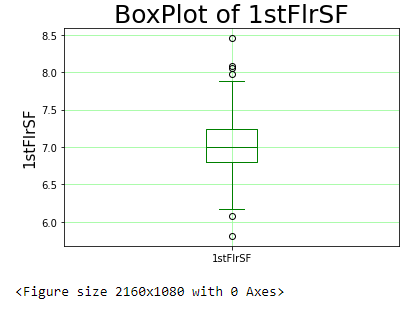 BoxPlot of 1stFlrSF
8.5
8.0
7.5
7.0
6.5
6.0
1stFlrSF
1stFlrSF
<Figure size 2160x1080 with 0 Axes>